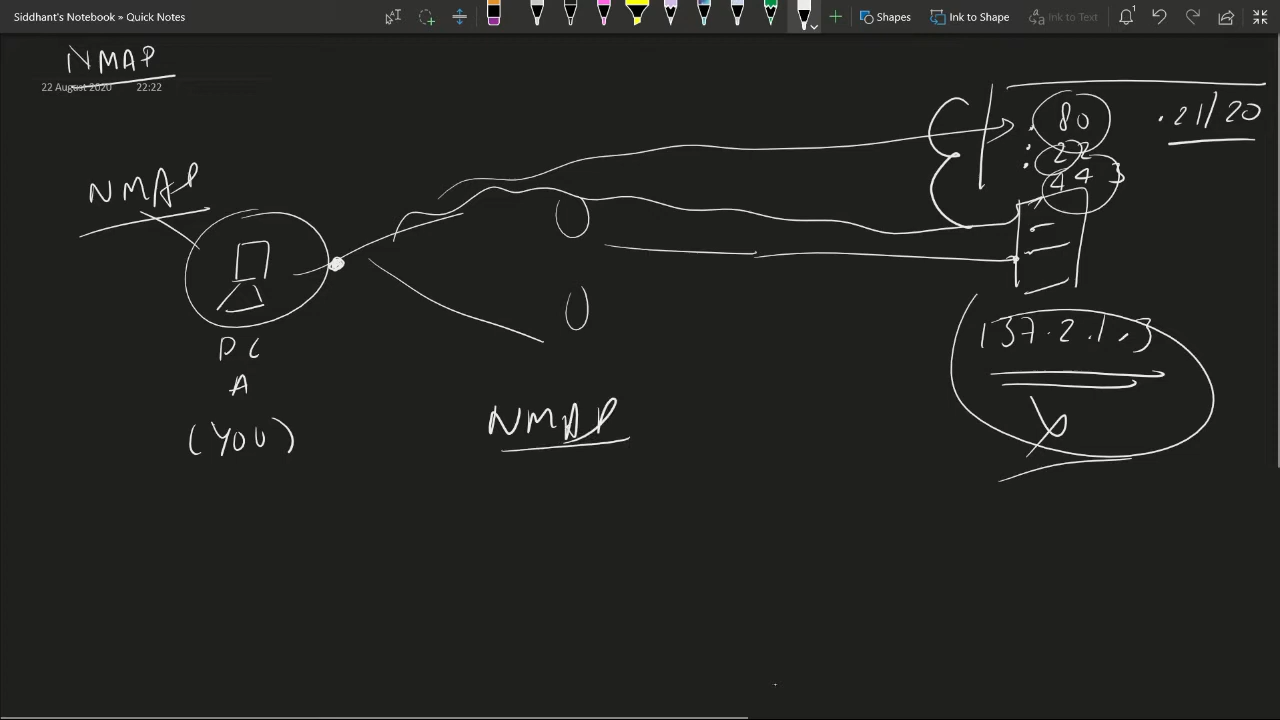 Siddhant's Notebook » Quick Notes
Shapes
Ink to Shape
Ink to Text
1
NMAP
22 August 2020 22:22
: 80
.21/20
: 22
443
NMAP
PC
A
(YOU)
NMAP
137.2.1.3